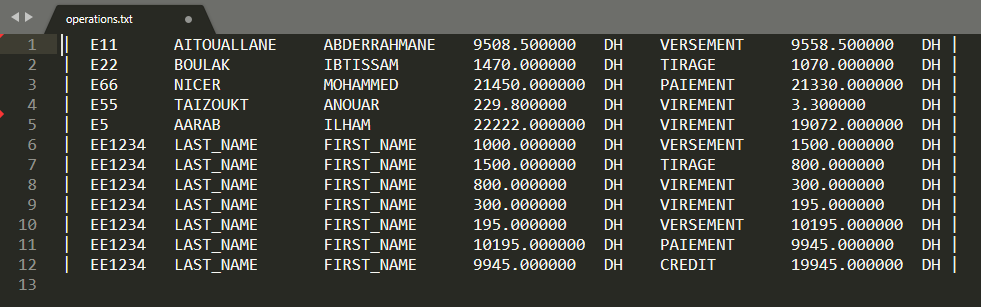 operations.txt
1 | E11 AITOUALLANE ABDERRAHMANE 9508.500000 DH VERSEMENT 9558.500000 DH |
2 | E22 BOULAK IBTISSAM 1470.000000 DH TIRAGE 1070.000000 DH |
3 | E66 NICER MOHAMMED 21450.000000 DH PAIEMENT 21330.000000 DH |
4 | E55 TAIZOUKT ANOUAR 229.800000 DH VIREMENT 3.300000 DH |
5 | E5 AARAB ILHAM 22222.000000 DH VIREMENT 19072.000000 DH |
6 | EE1234 LAST_NAME FIRST_NAME 1000.000000 DH VERSEMENT 1500.000000 DH |
7 | EE1234 LAST_NAME FIRST_NAME 1500.000000 DH TIRAGE 800.000000 DH |
8 | EE1234 LAST_NAME FIRST_NAME 800.000000 DH VIREMENT 300.000000 DH |
9 | EE1234 LAST_NAME FIRST_NAME 300.000000 DH VIREMENT 195.000000 DH |
10 | EE1234 LAST_NAME FIRST_NAME 195.000000 DH VERSEMENT 10195.000000 DH |
11 | EE1234 LAST_NAME FIRST_NAME 10195.000000 DH PAIEMENT 9945.000000 DH |
12 | EE1234 LAST_NAME FIRST_NAME 9945.000000 DH CREDIT 19945.000000 DH |
13